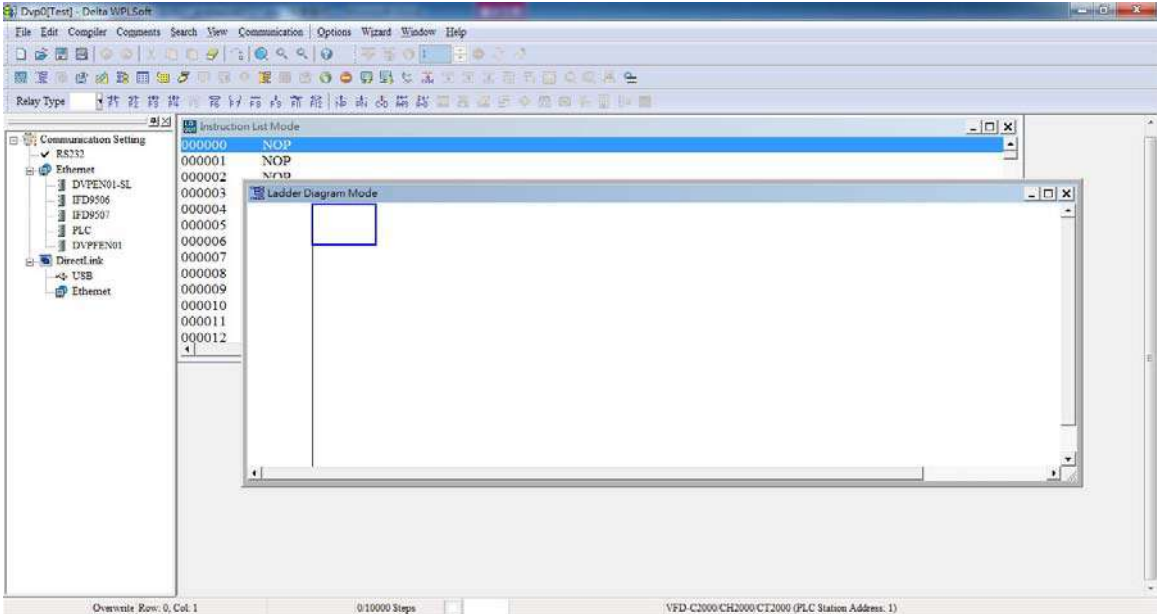 Dvp0[Test] - Delta WPLSoft
File Edit Compiler Comments Search View Communication Options Wizard Window Help
Relay Type
Communication Setting
RS232
Ethernet
DVPEN01-SL
IFD9506
IFD9507
PLC
DVPFEN01
DirectLink
USB
Ethernet
Instruction List Mode
000000 NOP
000001 NOP
000002 NOP
000003
000004
000005
000006
000007
000008
000009
000010
000011
000012
Ladder Diagram Mode
Overwrite Row: 0, Col: 1 0/10000 Steps VFD-C2000/CH2000/CT2000 (PLC Station Address: 1)